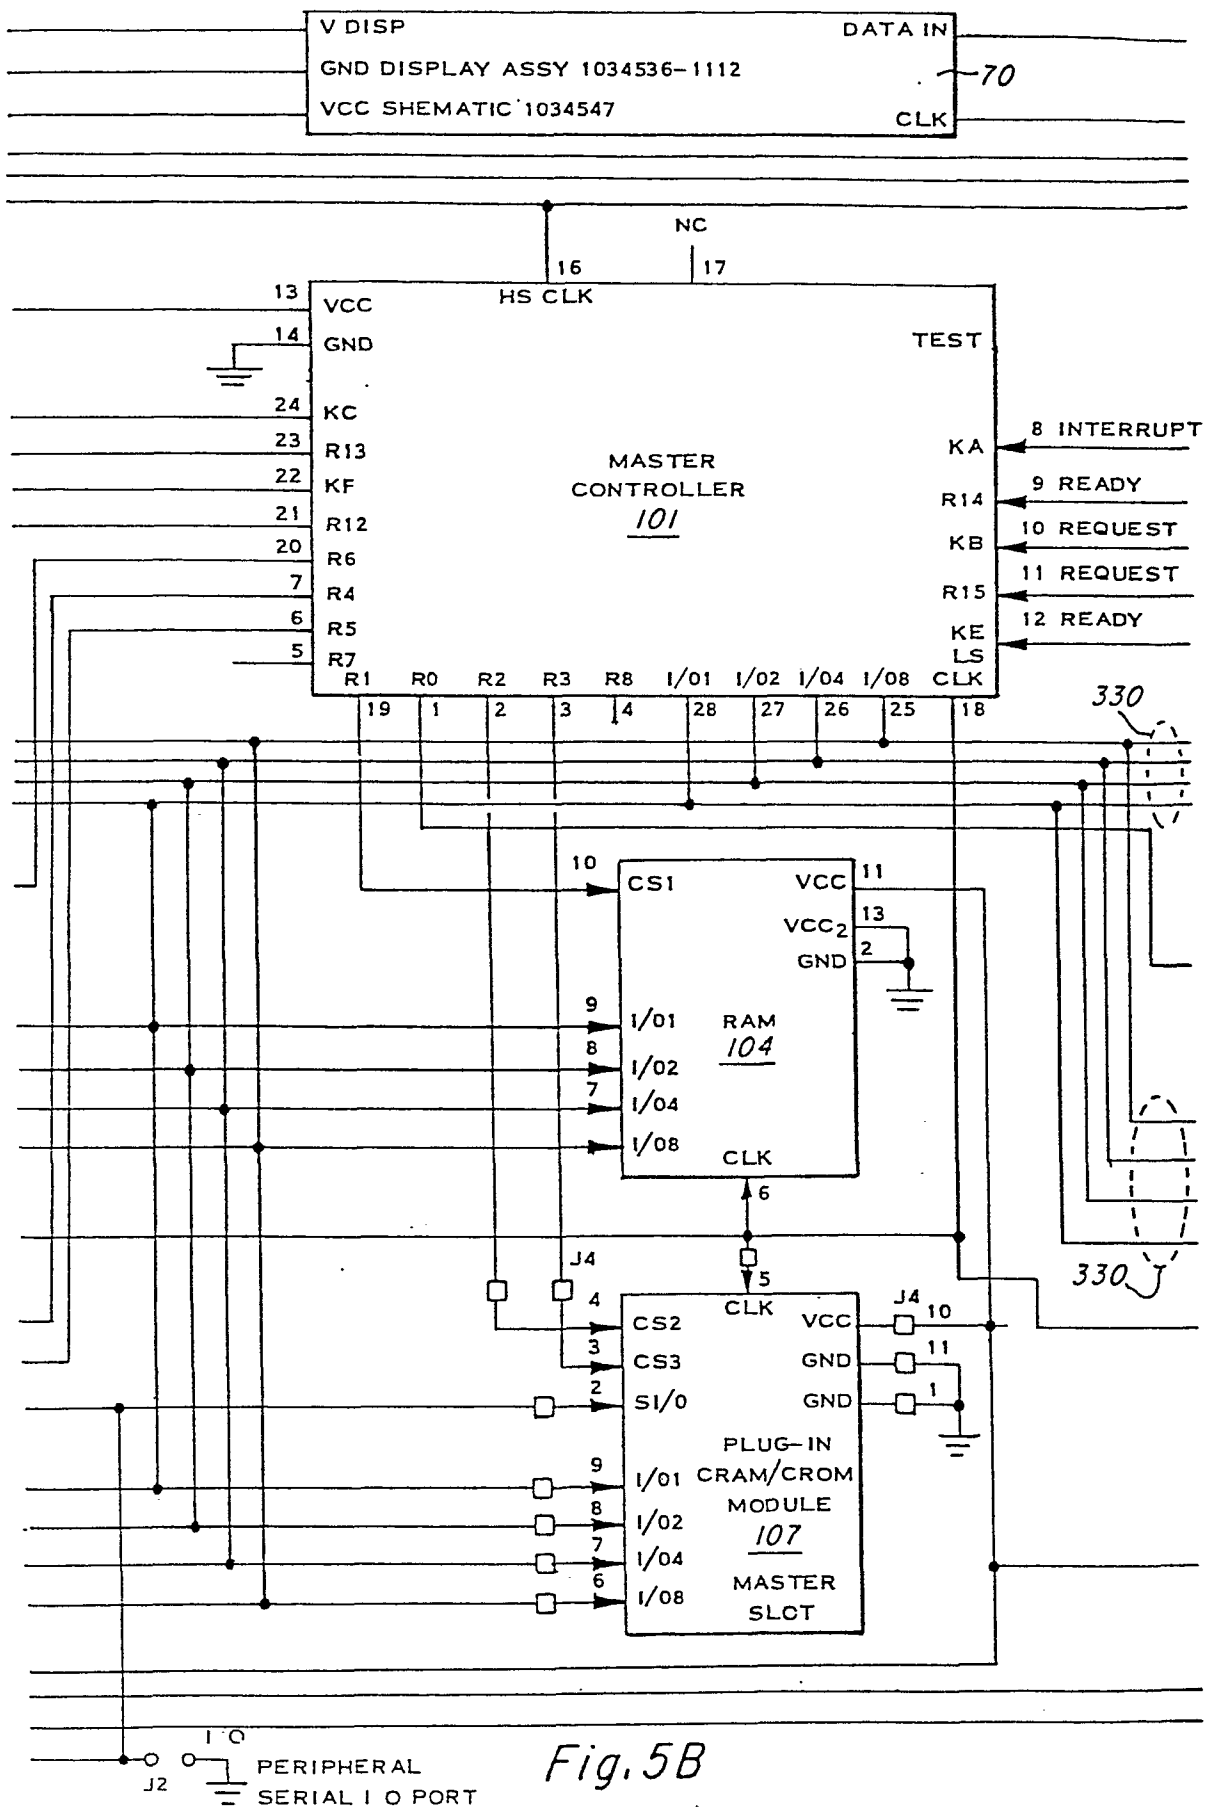 V DISP
DATA IN
GND DISPLAY ASSY 1034536-1112
70
VCC SHEMATIC 1034547
CLK
NC
16
17
HS CLK
13
VCC
14
GND
TEST
24
KC
8 INTERRUPT
KA
23
R13
MASTER
CONTROLLER
101
22
KF
9 READY
R14
21
R12
10 REQUEST
KB
20
R6
11 REQUEST
R15
7
R4
12 READY
KE
6
R5
LS
5
R7
R1
R0
R2
R3
R8
I/01
I/02
I/04
I/08
CLK
19
1
2
3
4
28
27
26
25
18
330
10
CS1
VCC
11
VCC2
13
GND
2
9
I/01
RAM
104
8
I/02
7
I/04
I/08
CLK
6
J4
5
330
4
CLK
J4
CS2
VCC
10
3
CS3
GND
11
2
SI/0
GND
1
PLUG-IN
CRAM/CROM
MODULE
107
MASTER
SLCT
9
I/01
8
I/02
7
I/04
6
I/08
I O
J2
PERIPHERAL
SERIAL I O PORT
Fig. 5B